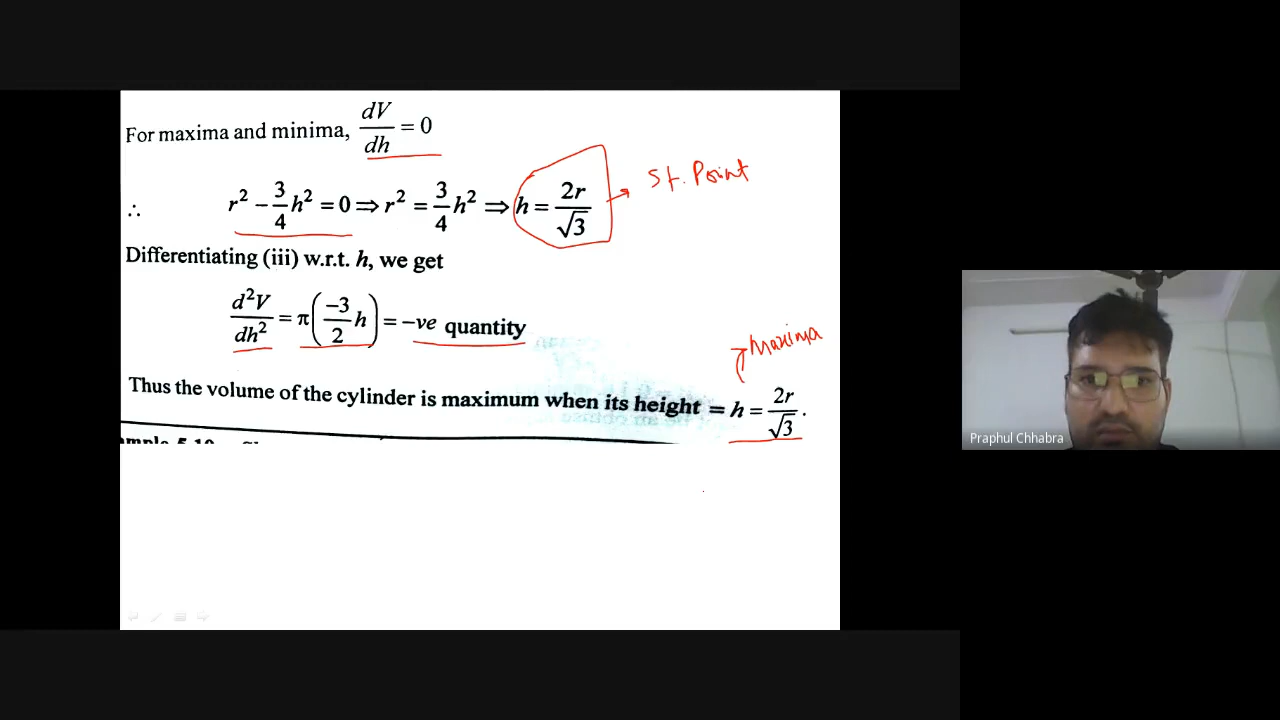 For maxima and minima, dV/dh = 0
∴ r² − 3/4 h² = 0 ⇒ r² = 3/4 h² ⇒ h = 2r/√3
St. Point
Differentiating (iii) w.r.t. h, we get
d²V/dh² = π(−3/2 h) = −ve quantity
Maxima
Thus the volume of the cylinder is maximum when its height = h = 2r/√3.
Praphul Chhabra